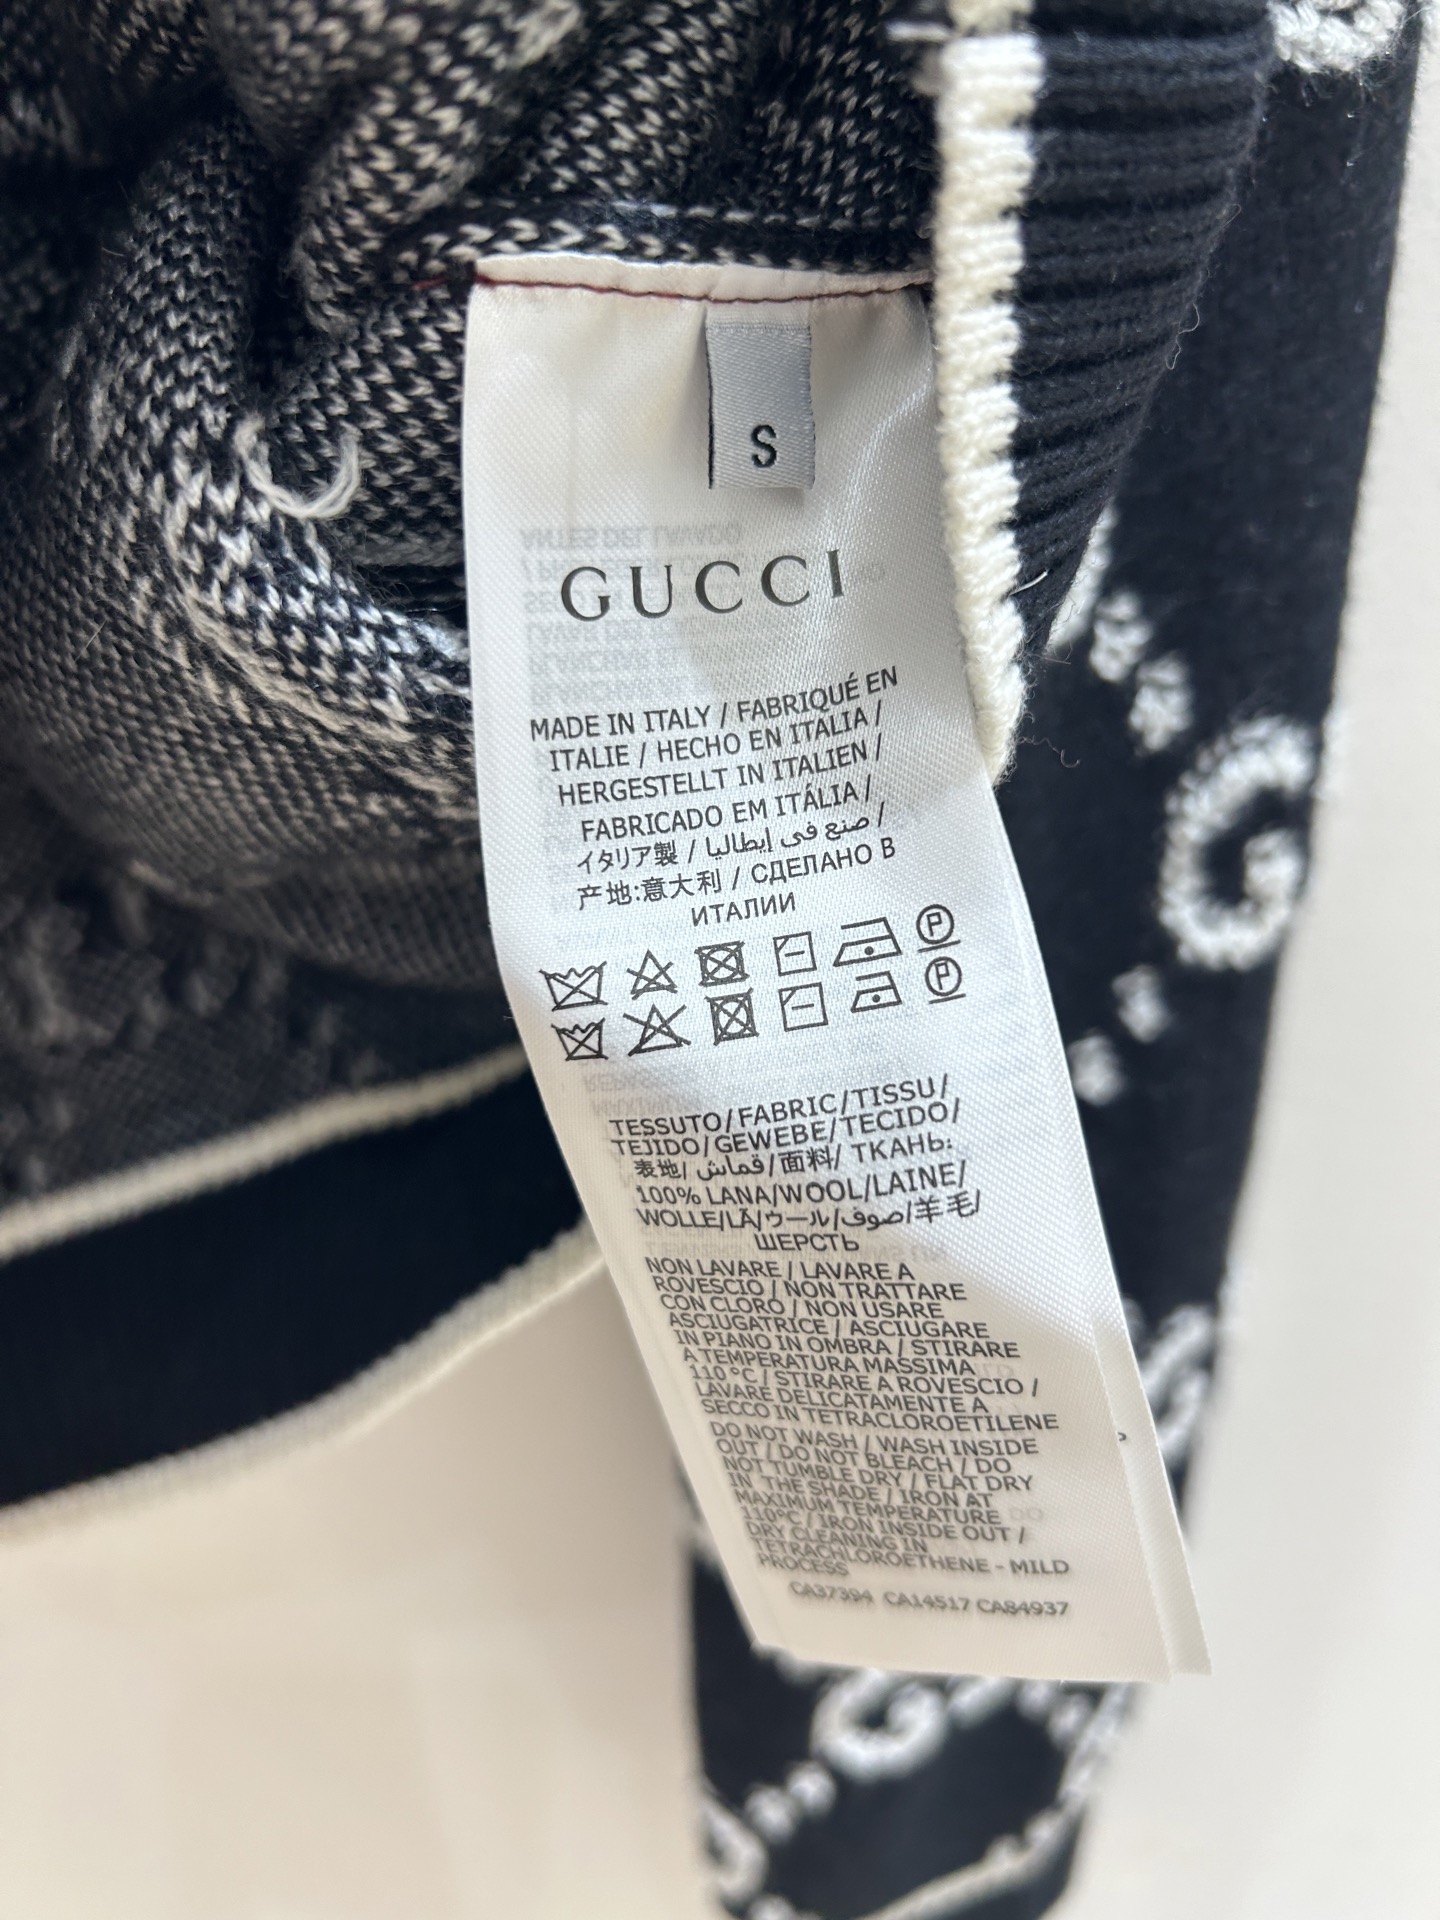 S
GUCCI
MADE IN ITALY / FABRIQUÉ EN
ITALIE / HECHO EN ITALIA /
HERGESTELLT IN ITALIEN /
FABRICADO EM ITÁLIA /
イタリア製 / صنع في إيطاليا /
产地:意大利 / СДЕЛАНО В
ИТАЛИИ
P
P
TESSUTO/FABRIC/TISSU/
TEJIDO/GEWEBE/TECIDO/
表地/ قماش/面料/ ТКАНЬ:
100% LANA/WOOL/LAINE/
WOLLE/LÃ/ウール/صوف/羊毛/
ШЕРСТЬ
NON LAVARE / LAVARE A
ROVESCIO / NON TRATTARE
CON CLORO / NON USARE
ASCIUGATRICE / ASCIUGARE
IN PIANO IN OMBRA / STIRARE
A TEMPERATURA MASSIMA
110 °C / STIRARE A ROVESCIO /
LAVARE DELICATAMENTE A
SECCO IN TETRACLOROETILENE
DO NOT WASH / WASH INSIDE
OUT / DO NOT BLEACH / DO
NOT TUMBLE DRY / FLAT DRY
IN THE SHADE / IRON AT
MAXIMUM TEMPERATURE
110°C / IRON INSIDE OUT /
DRY CLEANING IN
TETRACHLOROETHENE - MILD
PROCESS
CA37394 CA14517 CA84937